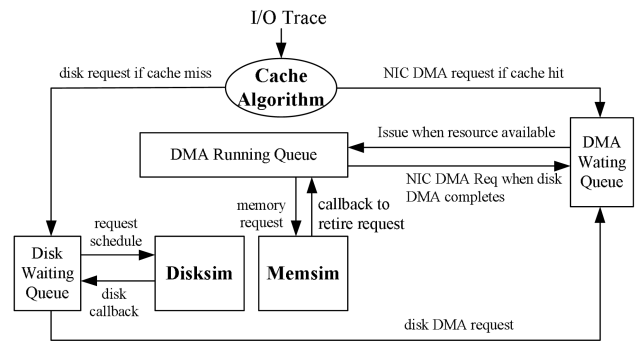 I/O Trace
disk request if cache miss
Cache
Algorithm
NIC DMA request if cache hit
DMA Running Queue
Issue when resource available
NIC DMA Req when disk
DMA completes
DMA
Wating
Queue
memory
request
callback to
retire request
request
schedule
Disk
Waiting
Queue
Disksim
Memsim
disk
callback
disk DMA request